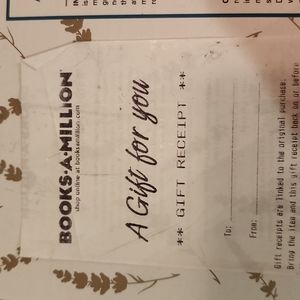 BOOKS·A·MILLION®
shop online at booksamillion.com
A Gift for you
** GIFT RECEIPT **
To:
From:
Gift receipts are linked to the original purchase.
Bring the item and this gift receipt back on or before